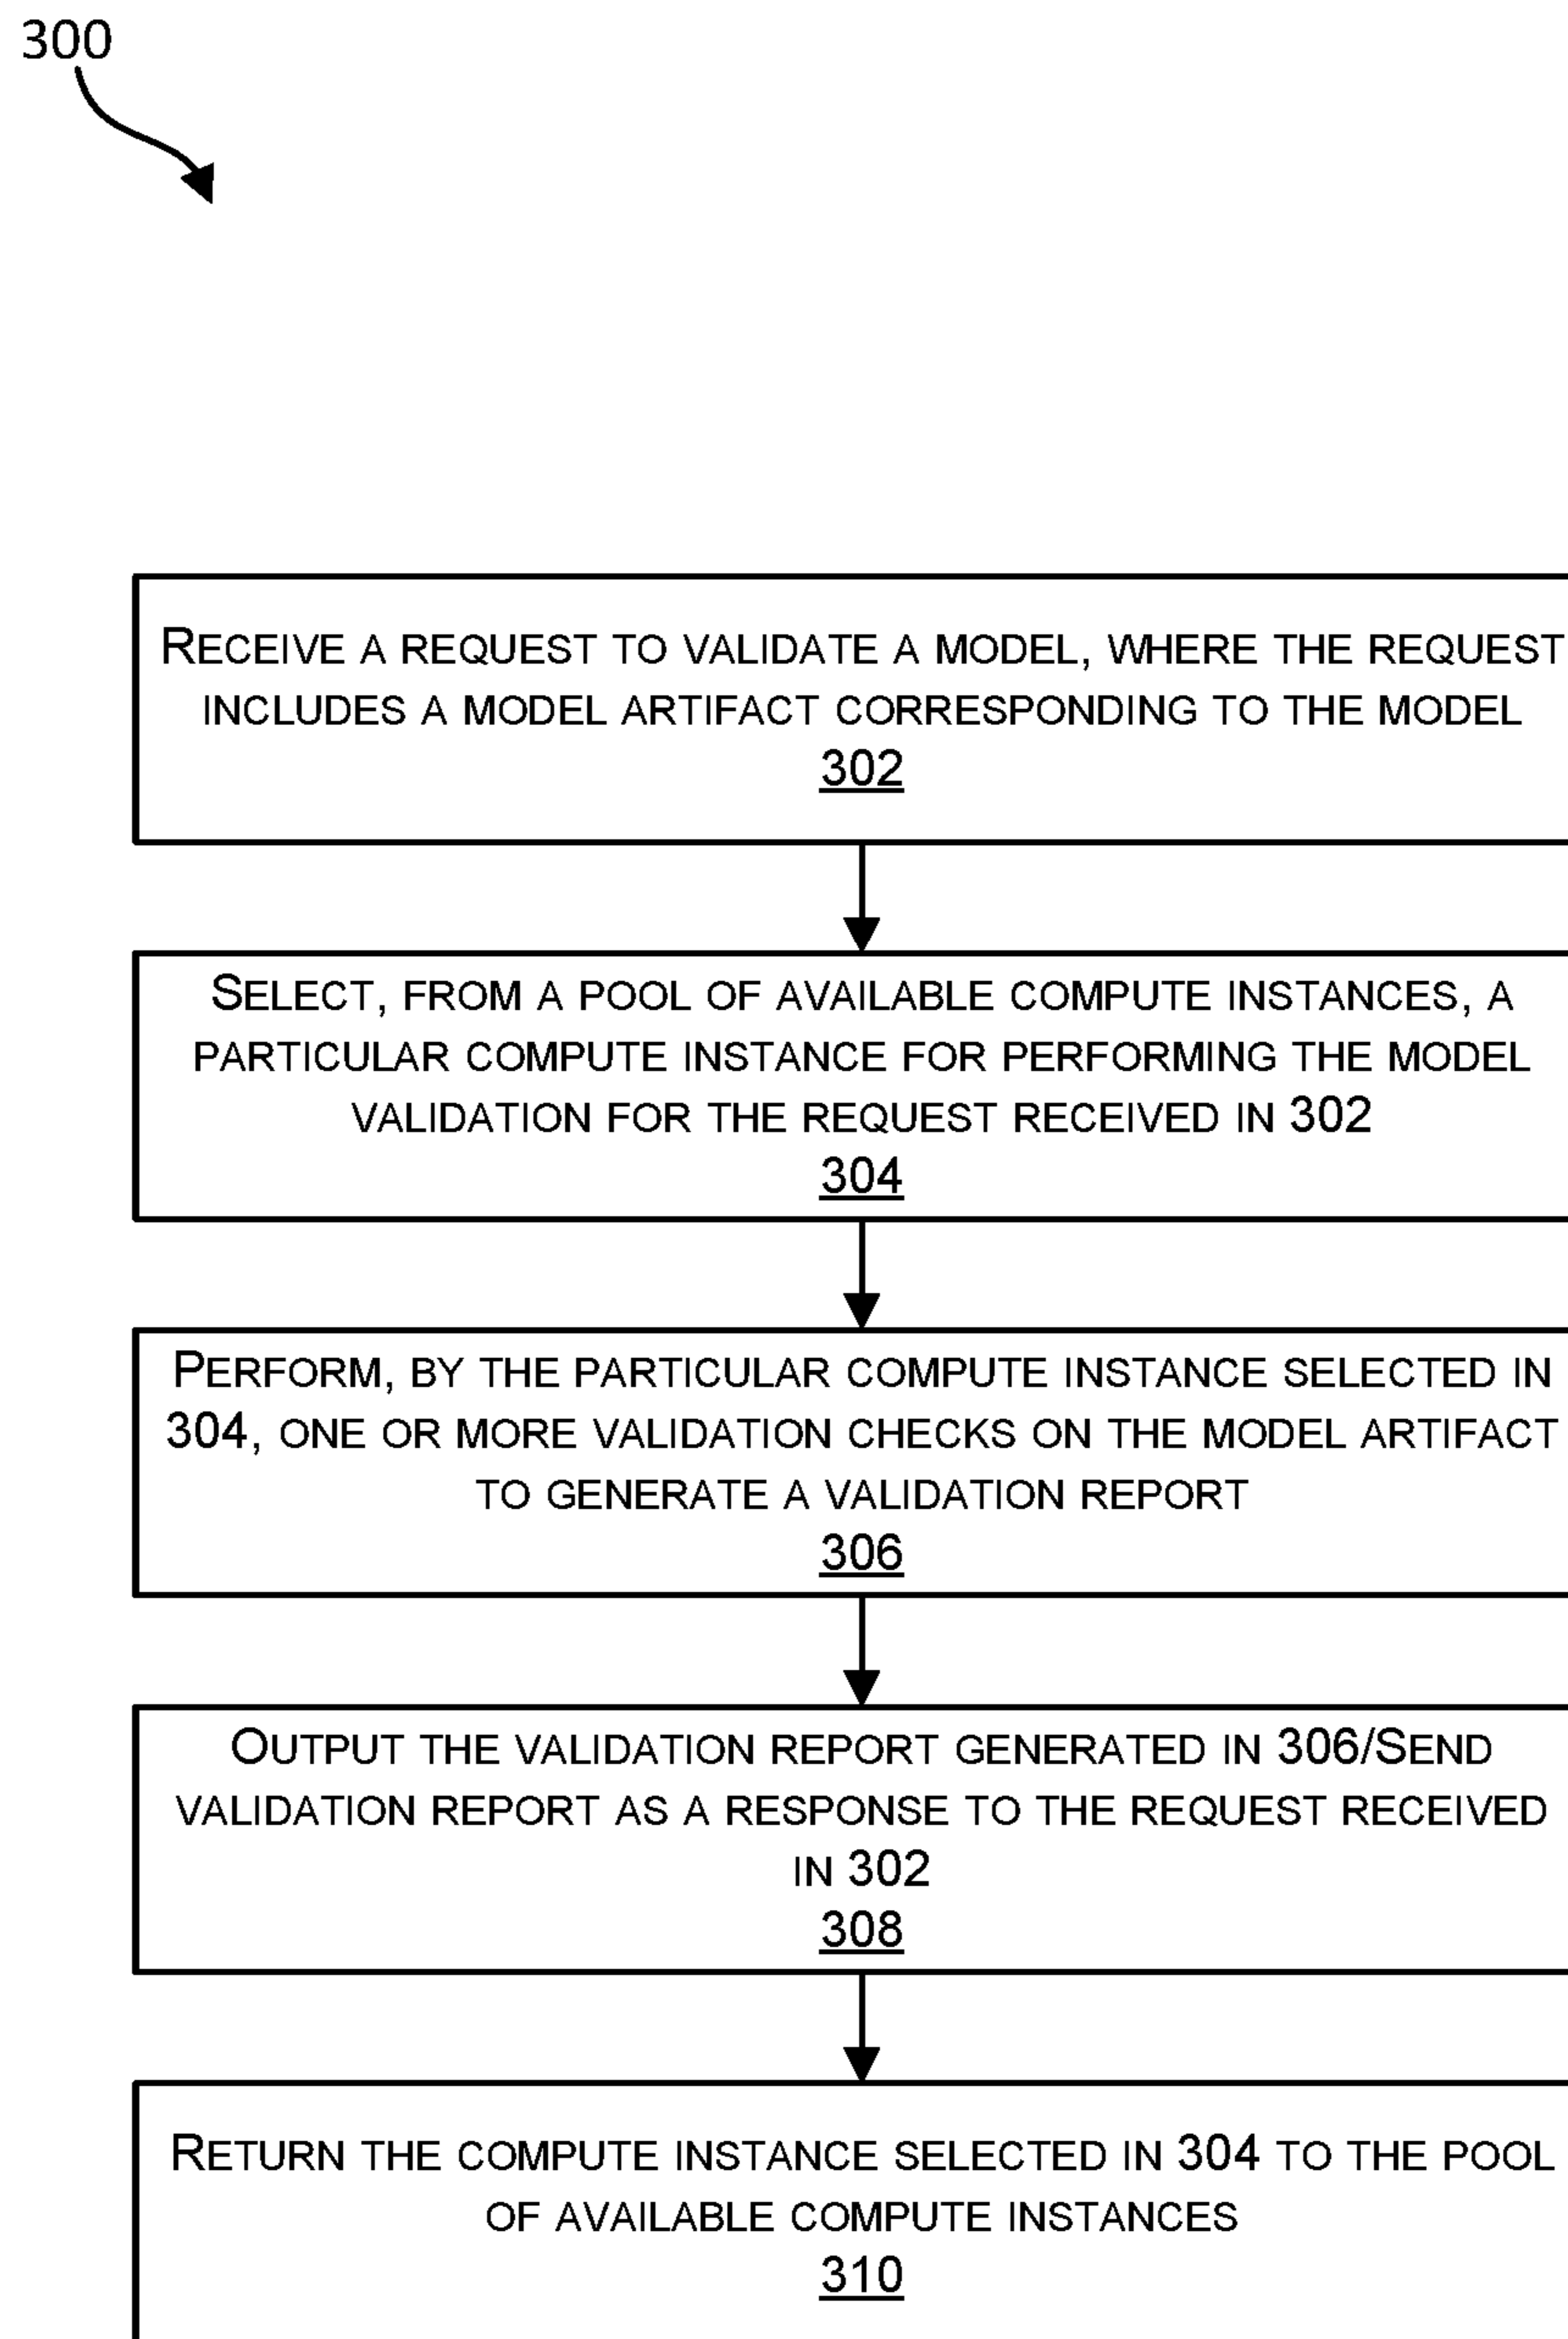 300
RECEIVE A REQUEST TO VALIDATE A MODEL, WHERE THE REQUEST
INCLUDES A MODEL ARTIFACT CORRESPONDING TO THE MODEL
302
SELECT, FROM A POOL OF AVAILABLE COMPUTE INSTANCES, A
PARTICULAR COMPUTE INSTANCE FOR PERFORMING THE MODEL
VALIDATION FOR THE REQUEST RECEIVED IN 302
304
PERFORM, BY THE PARTICULAR COMPUTE INSTANCE SELECTED IN
304, ONE OR MORE VALIDATION CHECKS ON THE MODEL ARTIFACT
TO GENERATE A VALIDATION REPORT
306
OUTPUT THE VALIDATION REPORT GENERATED IN 306/SEND
VALIDATION REPORT AS A RESPONSE TO THE REQUEST RECEIVED
IN 302
308
RETURN THE COMPUTE INSTANCE SELECTED IN 304 TO THE POOL
OF AVAILABLE COMPUTE INSTANCES
310